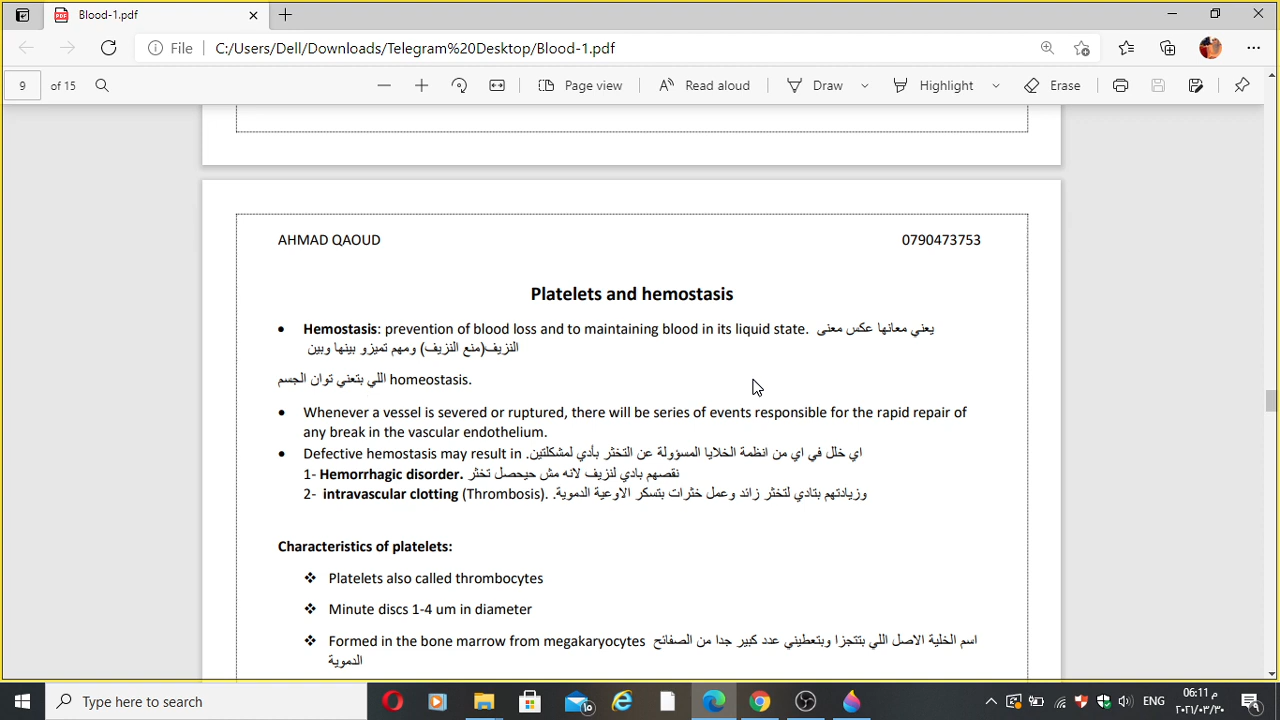 Blood-1.pdf
File
C:/Users/Dell/Downloads/Telegram%20Desktop/Blood-1.pdf
9 of 15
Page view
Read aloud
Draw
Highlight
Erase
AHMAD QAOUD 0790473753
Platelets and hemostasis
• Hemostasis: prevention of blood loss and to maintaining blood in its liquid state. يعني معانها عكس معنى
النزيف(منع النزيف) ومهم تميزو بينها وبين
اللي بتعني توان الجسم homeostasis.
• Whenever a vessel is severed or ruptured, there will be series of events responsible for the rapid repair of
any break in the vascular endothelium.
• Defective hemostasis may result in .اي خلل في اي من انظمة الخلايا المسؤولة عن التخثر بأدي لمشكلتين
1- Hemorrhagic disorder. نقصهم بادي لنزيف لانه مش حيحصل تخثر
2- intravascular clotting (Thrombosis). .وزيادتهم بتادي لتخثر زائد وعمل خثرات بتسكر الاوعية الدموية
Characteristics of platelets:
❖ Platelets also called thrombocytes
❖ Minute discs 1-4 um in diameter
❖ Formed in the bone marrow from megakaryocytes اسم الخلية الاصل اللي بتتجزا وبتعطيني عدد كبير جدا من الصفائح
الدموية
Type here to search
ENG
م ٠٦:١١
٢٠٢١/٠٣/٣٠